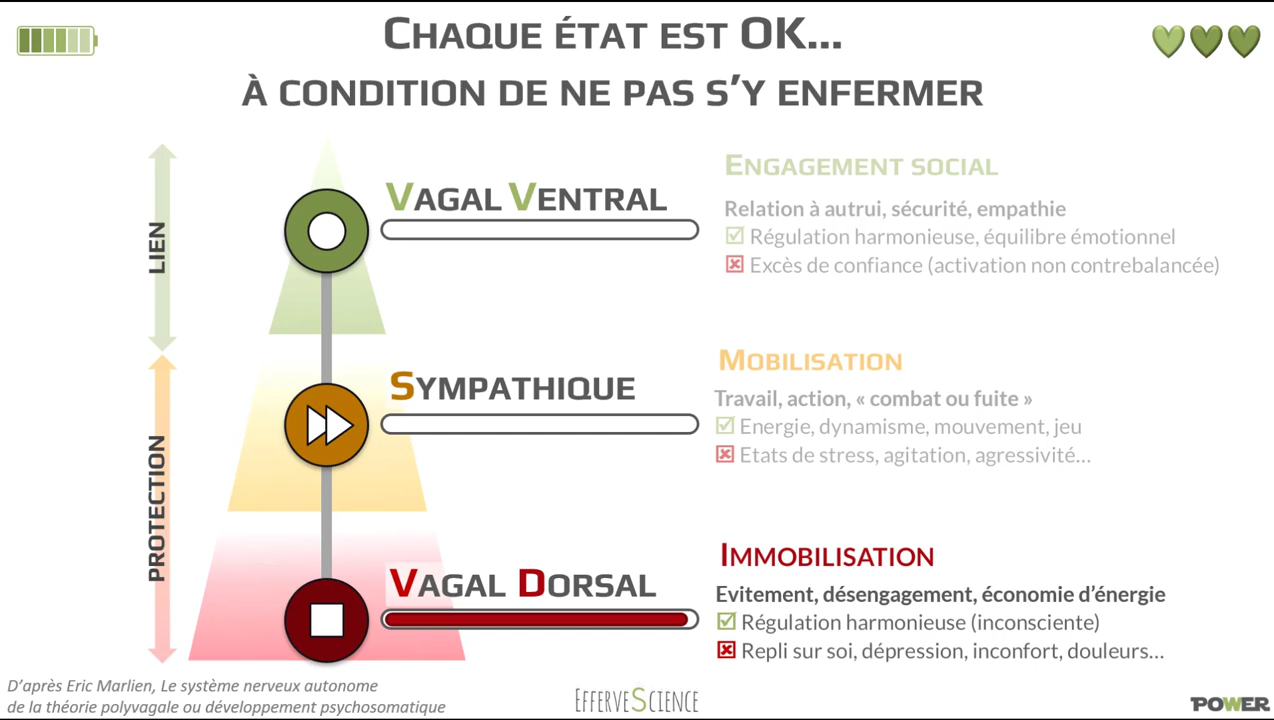 CHAQUE ÉTAT EST OK...
À CONDITION DE NE PAS S'Y ENFERMER
LIEN
VAGAL VENTRAL
ENGAGEMENT SOCIAL
Relation à autrui, sécurité, empathie
Régulation harmonieuse, équilibre émotionnel
Excès de confiance (activation non contrebalancée)
PROTECTION
SYMPATHIQUE
MOBILISATION
Travail, action, « combat ou fuite »
Energie, dynamisme, mouvement, jeu
Etats de stress, agitation, agressivité...
VAGAL DORSAL
IMMOBILISATION
Evitement, désengagement, économie d'énergie
Régulation harmonieuse (inconsciente)
Repli sur soi, dépression, inconfort, douleurs...
D'après Eric Marlien, Le système nerveux autonome
de la théorie polyvagale ou développement psychosomatique
EFFERVESCIENCE
POWER